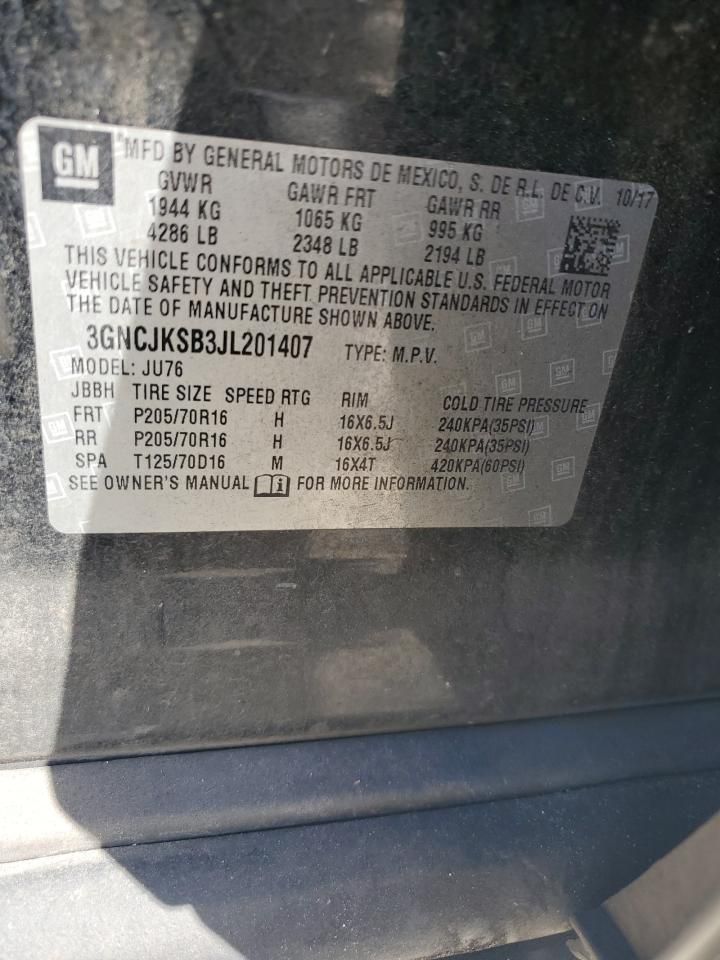 GM
MFD BY GENERAL MOTORS DE MEXICO, S. DE R.L. DE C.V. 10/17
GVWR GAWR FRT GAWR RR
1944 KG 1065 KG 995 KG
4286 LB 2348 LB 2194 LB
THIS VEHICLE CONFORMS TO ALL APPLICABLE U.S. FEDERAL MOTOR
VEHICLE SAFETY AND THEFT PREVENTION STANDARDS IN EFFECT ON
THE DATE OF MANUFACTURE SHOWN ABOVE.
3GNCJKSB3JL201407 TYPE: M.P.V.
MODEL: JU76
JBBH TIRE SIZE SPEED RTG RIM COLD TIRE PRESSURE
FRT P205/70R16 H 16X6.5J 240KPA(35PSI)
RR P205/70R16 H 16X6.5J 240KPA(35PSI)
SPA T125/70D16 M 16X4T 420KPA(60PSI)
SEE OWNER'S MANUAL FOR MORE INFORMATION.